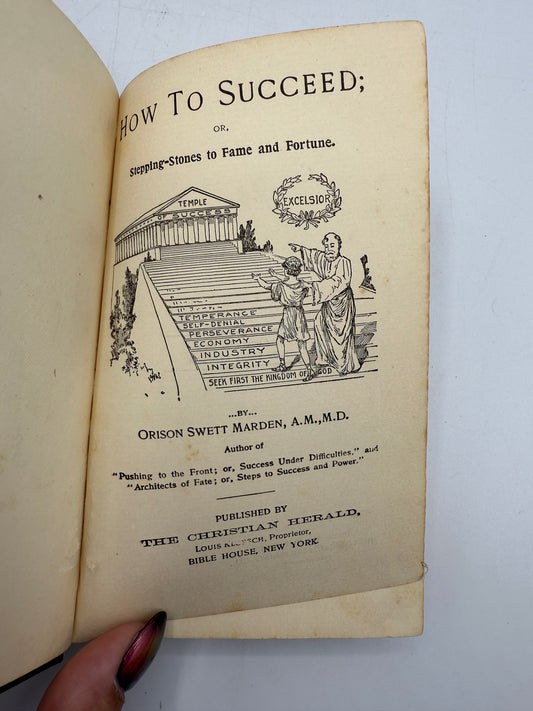 HOW TO SUCCEED;
OR,
Stepping-Stones to Fame and Fortune.
TEMPLE
OF SUCCESS
EXCELSIOR
TEMPERANCE
SELF-DENIAL
PERSEVERANCE
ECONOMY
INDUSTRY
INTEGRITY
SEEK FIRST THE KINGDOM OF GOD
...BY...
ORISON SWETT MARDEN, A.M., M.D.
Author of
"Pushing to the Front; or, Success Under Difficulties." and
"Architects of Fate; or, Steps to Success and Power."
PUBLISHED BY
THE CHRISTIAN HERALD,
LOUIS Proprietor,
BIBLE HOUSE, NEW YORK